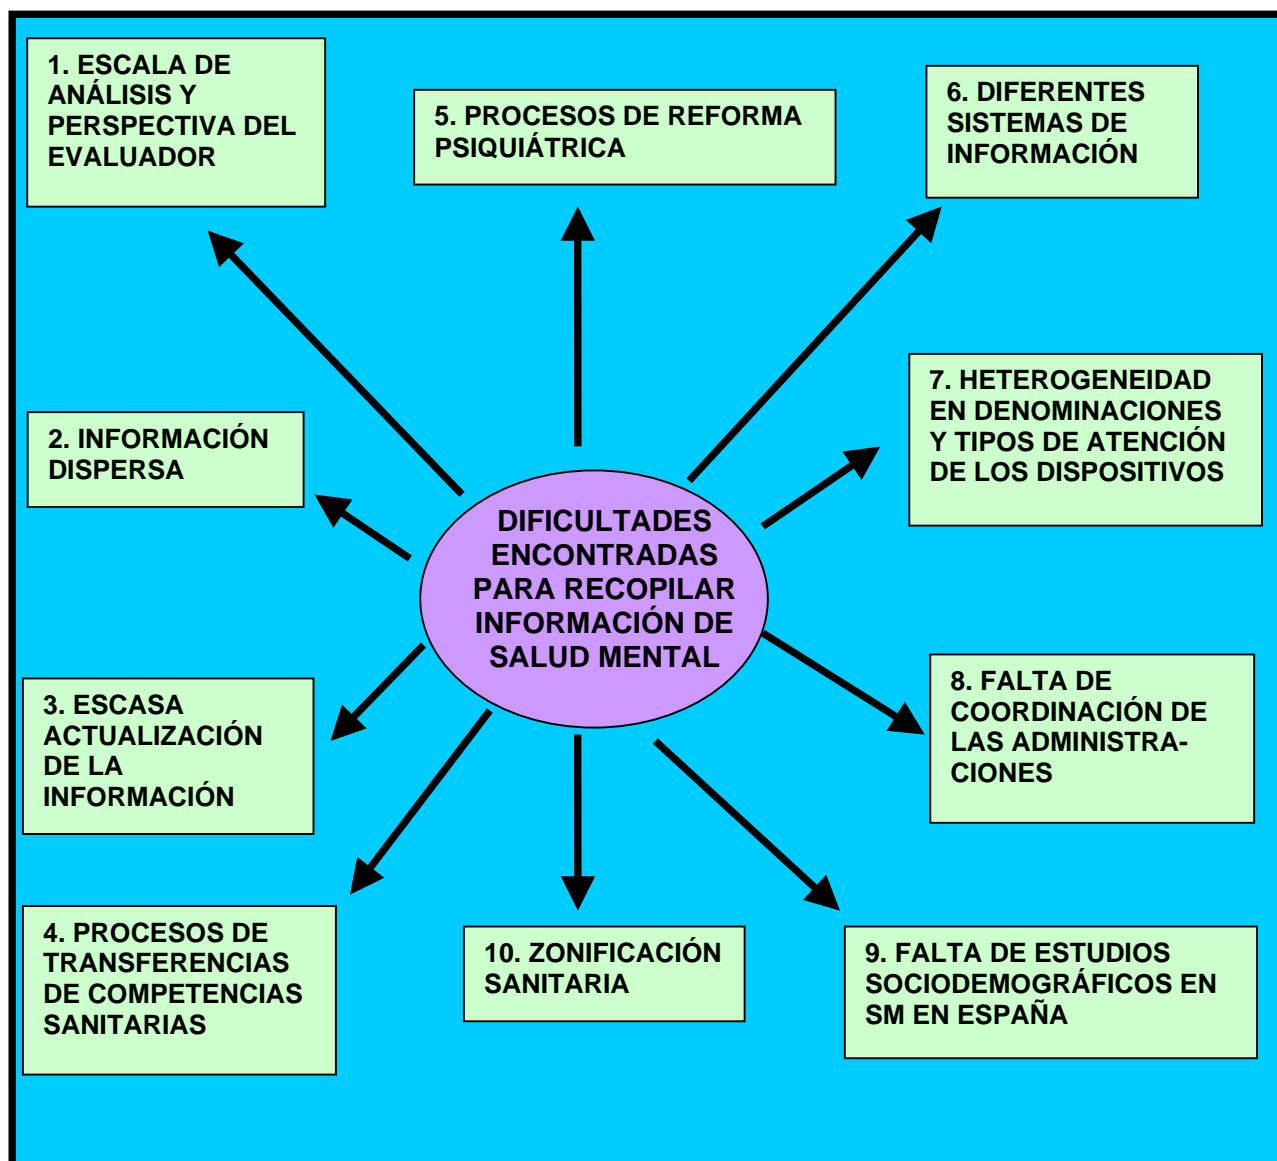 1. ESCALA DE
ANÁLISIS Y
PERSPECTIVA DEL
EVALUADOR
5. PROCESOS DE REFORMA
PSIQUIÁTRICA
6. DIFERENTES
SISTEMAS DE
INFORMACIÓN
2. INFORMACIÓN
DISPERSA
7. HETEROGENEIDAD
EN DENOMINACIONES
Y TIPOS DE ATENCIÓN
DE LOS DISPOSITIVOS
DIFICULTADES
ENCONTRADAS
PARA RECOPILAR
INFORMACIÓN DE
SALUD MENTAL
3. ESCASA
ACTUALIZACIÓN
DE LA
INFORMACIÓN
8. FALTA DE
COORDINACIÓN DE
LAS ADMINISTRA-
CIONES
4. PROCESOS DE
TRANSFERENCIAS
DE COMPETENCIAS
SANITARIAS
10. ZONIFICACIÓN
SANITARIA
9. FALTA DE ESTUDIOS
SOCIODEMOGRÁFICOS EN
SM EN ESPAÑA